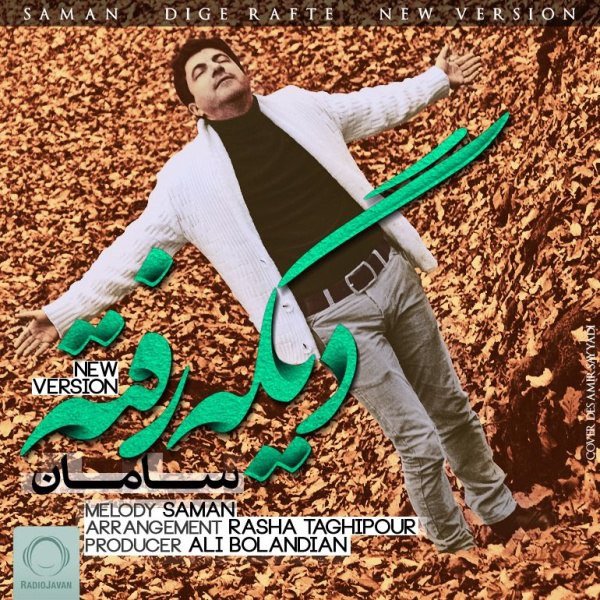 SAMAN DIGE RAFTE NEW VERSION
دیگه رفته
NEW
VERSION
سامان
MELODY SAMAN
ARRANGEMENT RASHA TAGHIPOUR
PRODUCER ALI BOLANDIAN
COVER DES AMIR SAYYADI
RADIOJAVAN